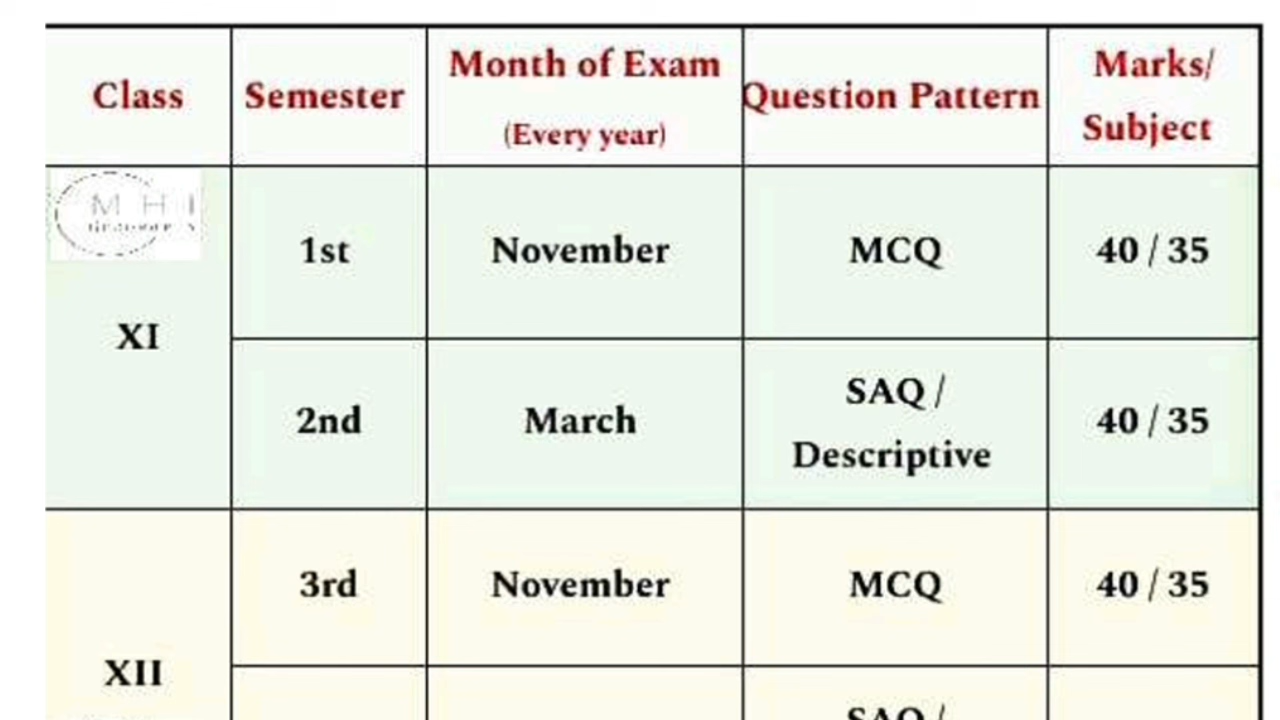 Class Semester Month of Exam (Every year) Question Pattern Marks/ Subject
M H I
XI
1st November MCQ 40 / 35
2nd March SAQ / Descriptive 40 / 35
XII
3rd November MCQ 40 / 35
SAQ /